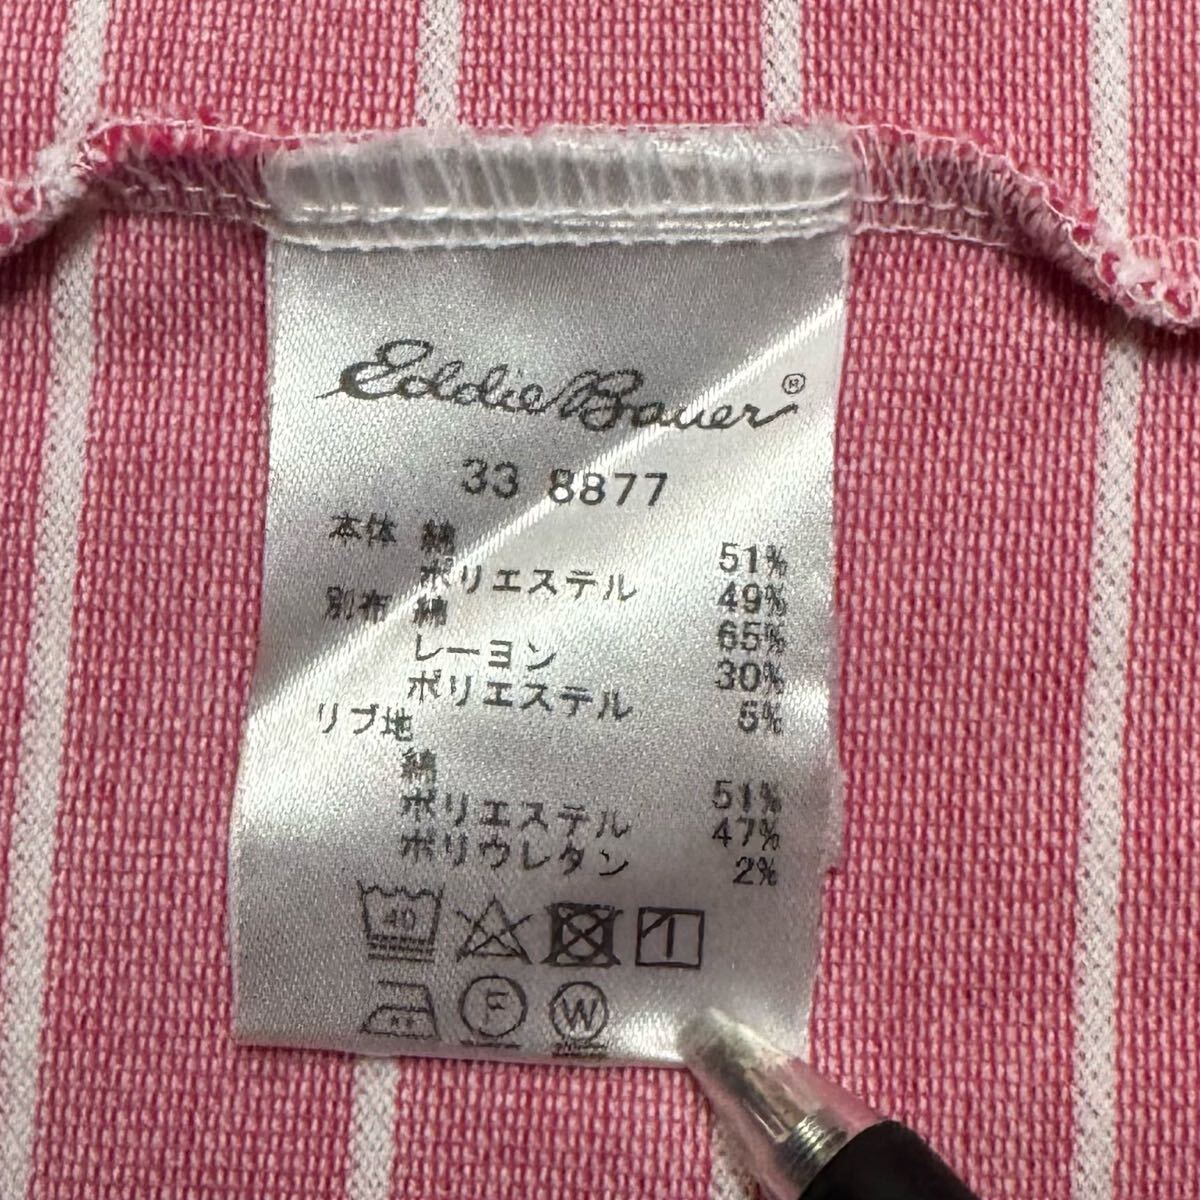 Eddie Bauer®
33 8877
本体 綿 51%
ポリエステル 49%
別布 綿 65%
レーヨン 30%
ポリエステル 5%
リブ地
綿 51%
ポリエステル 47%
ポリウレタン 2%
40
F W